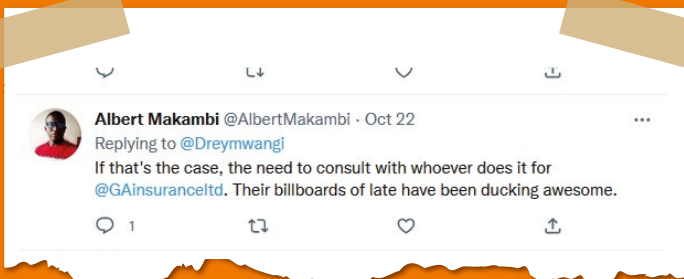 Albert Makambi @AlbertMakambi · Oct 22
Replying to @Dreymwangi
If that's the case, the need to consult with whoever does it for
@GAinsuranceltd. Their billboards of late have been ducking awesome.
1